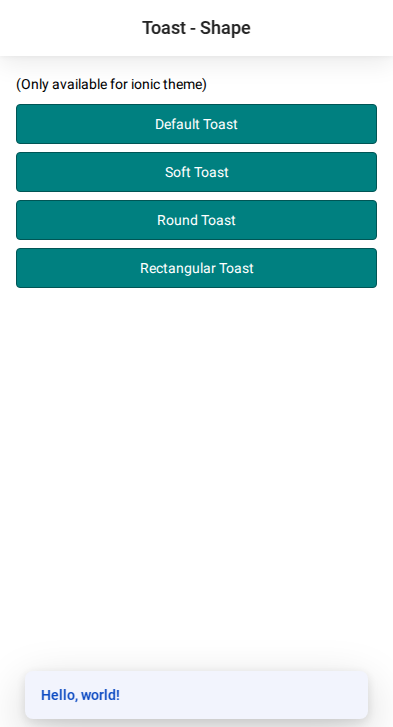 Toast - Shape
(Only available for ionic theme)
Default Toast
Soft Toast
Round Toast
Rectangular Toast
Hello, world!